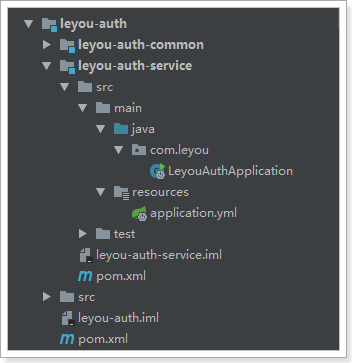 leyou-auth
leyou-auth-common
leyou-auth-service
src
main
java
com.leyou
LeyouAuthApplication
resources
application.yml
test
leyou-auth-service.iml
pom.xml
src
leyou-auth.iml
pom.xml